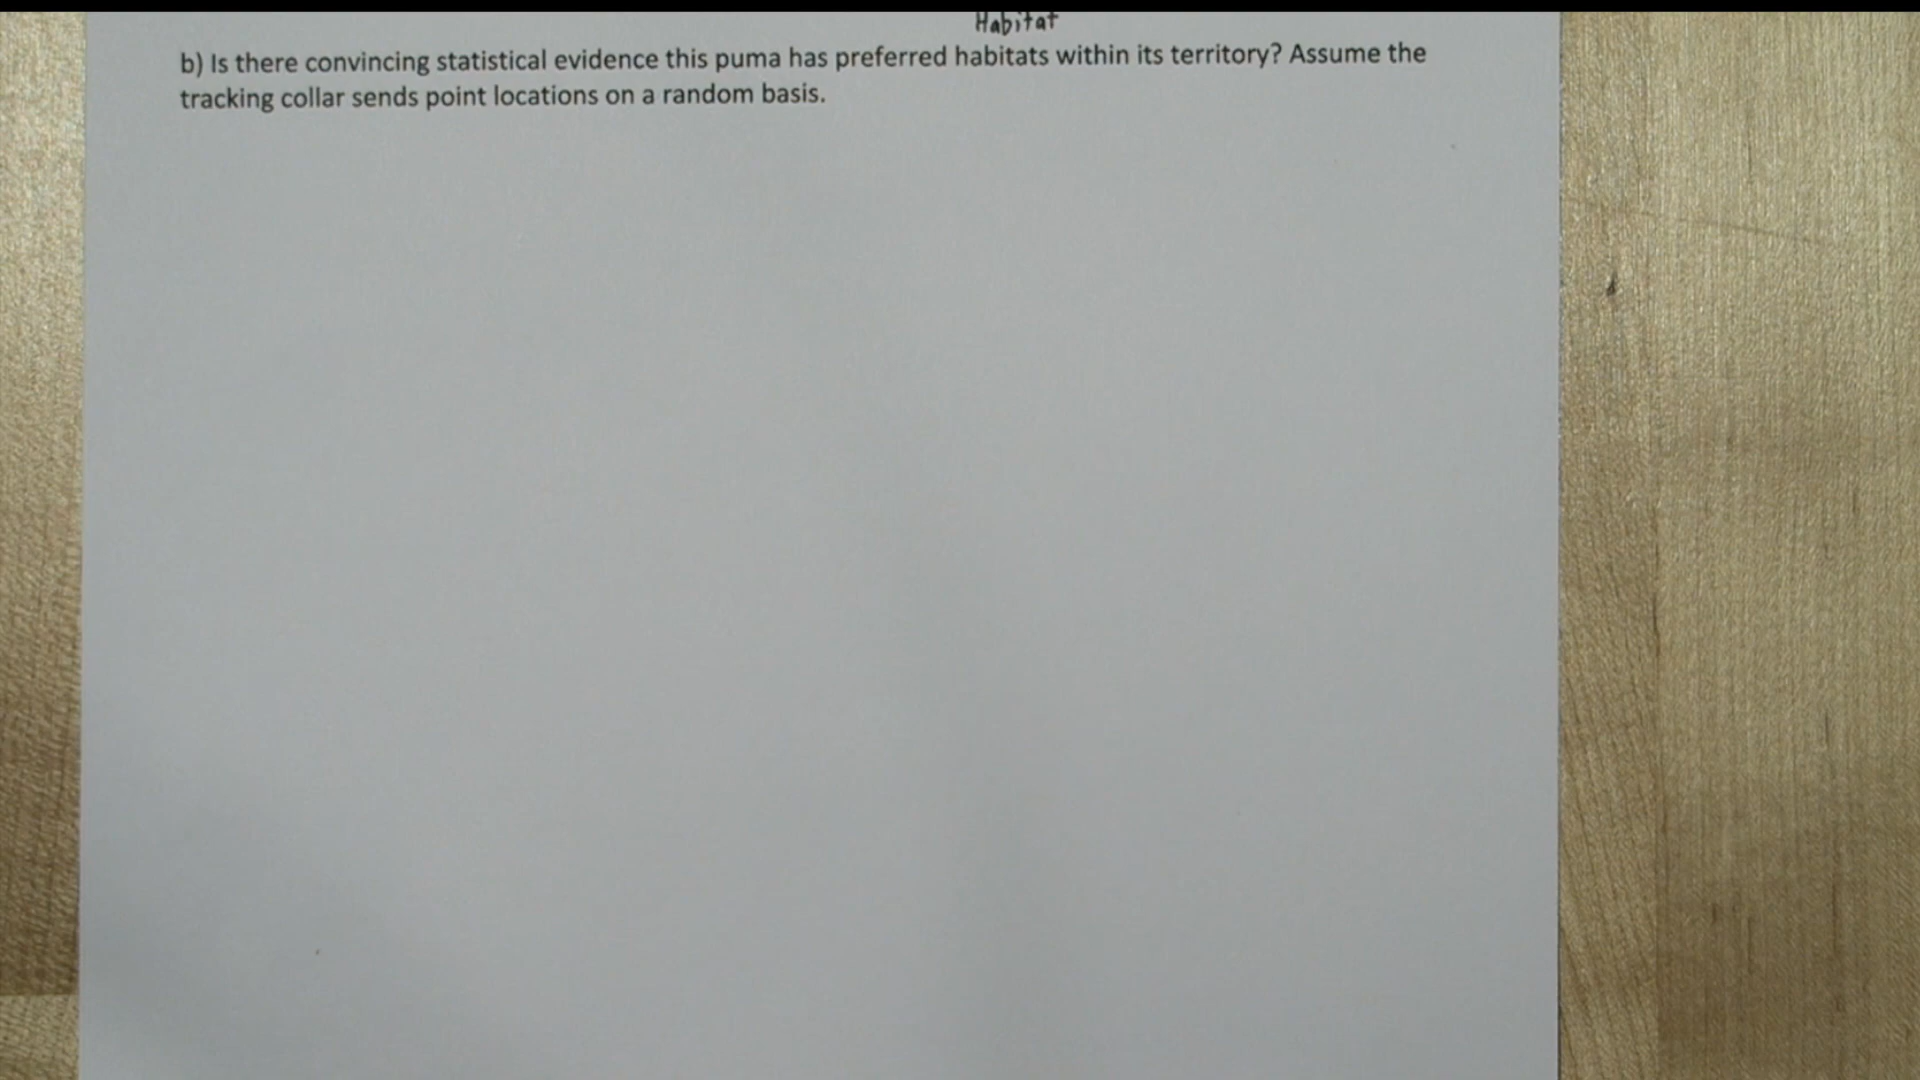 Habitat
b) Is there convincing statistical evidence this puma has preferred habitats within its territory? Assume the
tracking collar sends point locations on a random basis.